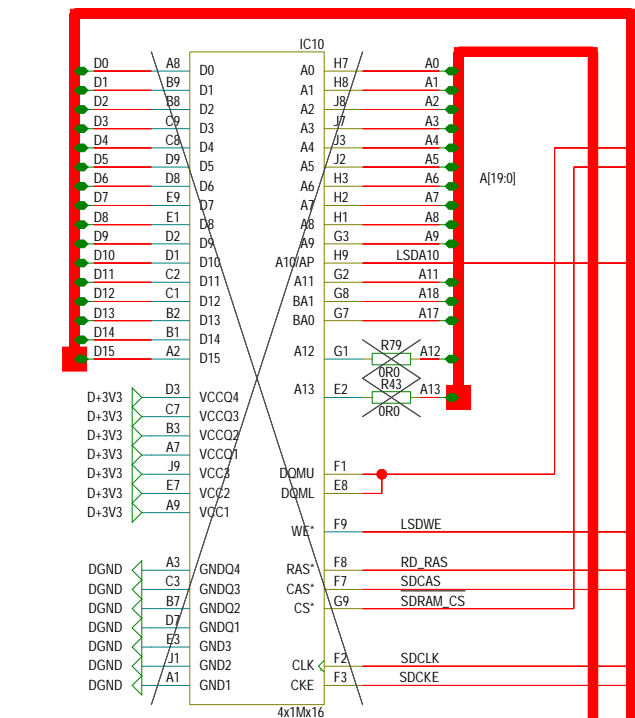 IC10
D0 A8 D0 A0 H7 A0
D1 B9 D1 A1 H8 A1
D2 B8 D2 A2 J8 A2
D3 C9 D3 A3 J7 A3
D4 C8 D4 A4 J3 A4
D5 D9 D5 A5 J2 A5
D6 D8 D6 A6 H3 A6
A[19:0]
D7 E9 D7 A7 H2 A7
D8 E1 D8 A8 H1 A8
D9 D2 D9 A9 G3 A9
D10 D1 D10 A10/AP H9 LSDA10
D11 C2 D11 A11 G2 A11
D12 C1 D12 BA1 G8 A18
D13 B2 D13 BA0 G7 A17
D14 B1 D14
R79
D15 A2 D15 A12 G1 A12
0R0
R43
D+3V3 D3 VCCQ4 A13 E2 A13
0R0
D+3V3 C7 VCCQ3
D+3V3 B3 VCCQ2
D+3V3 A7 VCCQ1
D+3V3 J9 VCC3 DQMU F1
D+3V3 E7 VCC2 DQML E8
D+3V3 A9 VCC1
WE* F9 LSDWE
DGND A3 GNDQ4 RAS* F8 RD_RAS
DGND C3 GNDQ3 CAS* F7 SDCAS
DGND B7 GNDQ2 CS* G9 SDRAM_CS
DGND D7 GNDQ1
DGND E3 GND3
DGND J1 GND2 CLK F2 SDCLK
DGND A1 GND1 CKE F3 SDCKE
4x1Mx16